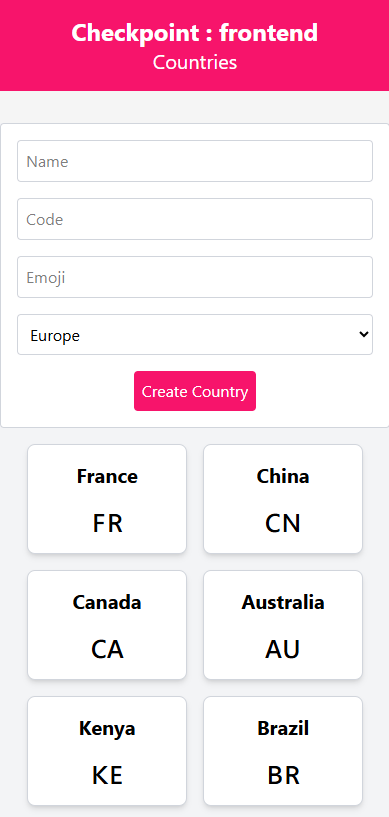 Checkpoint : frontend
Countries
Name
Code
Emoji
Europe
Create Country
France
FR
China
CN
Canada
CA
Australia
AU
Kenya
KE
Brazil
BR